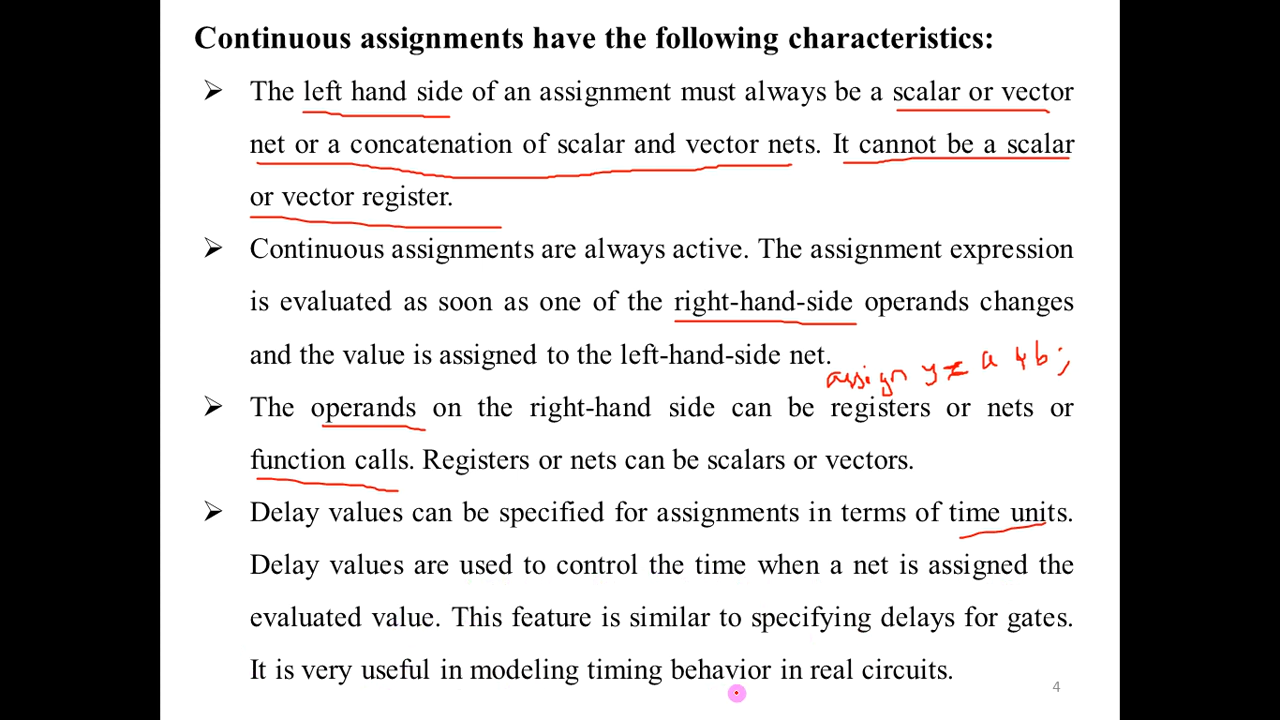 Continuous assignments have the following characteristics:
➢ The left hand side of an assignment must always be a scalar or vector
net or a concatenation of scalar and vector nets. It cannot be a scalar
or vector register.
➢ Continuous assignments are always active. The assignment expression
is evaluated as soon as one of the right-hand-side operands changes
and the value is assigned to the left-hand-side net.
assign y = a & b ;
➢ The operands on the right-hand side can be registers or nets or
function calls. Registers or nets can be scalars or vectors.
➢ Delay values can be specified for assignments in terms of time units.
Delay values are used to control the time when a net is assigned the
evaluated value. This feature is similar to specifying delays for gates.
It is very useful in modeling timing behavior in real circuits.
4